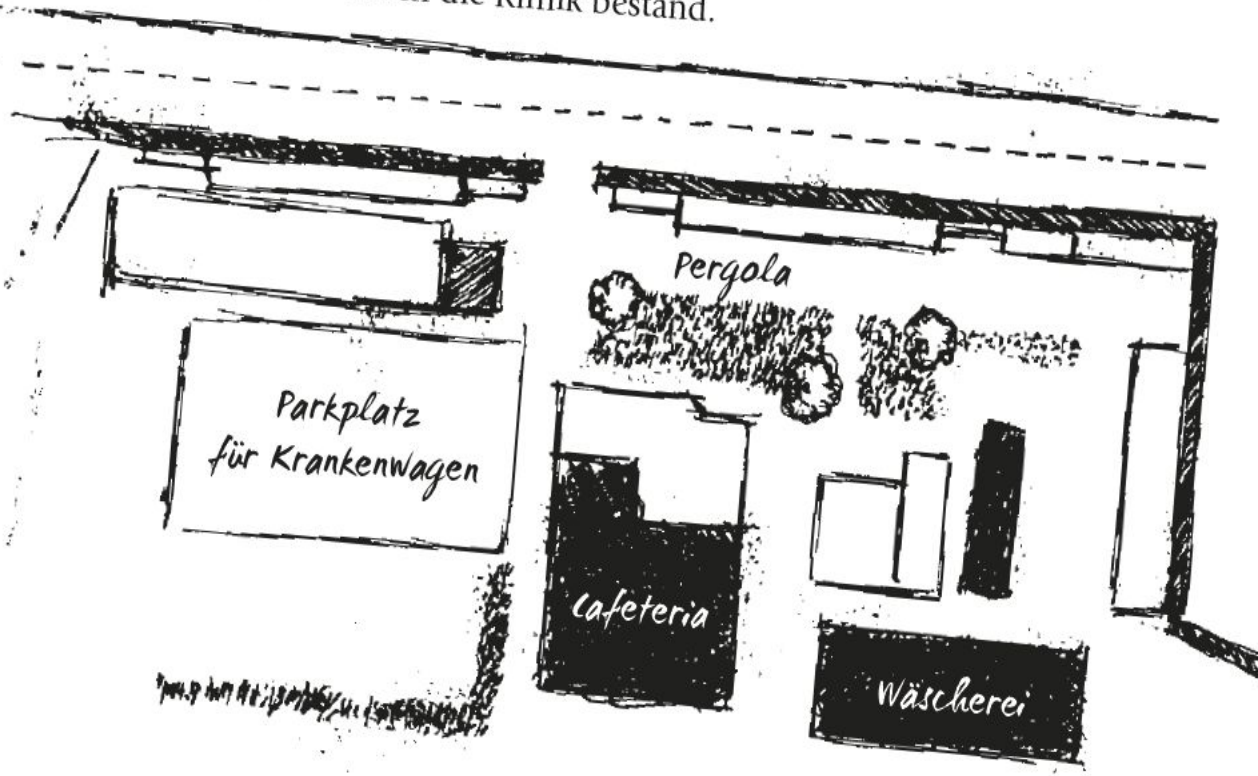 die Klinik bestand.
Pergola
Parkplatz
für Krankenwagen
Cafeteria
Wäscherei